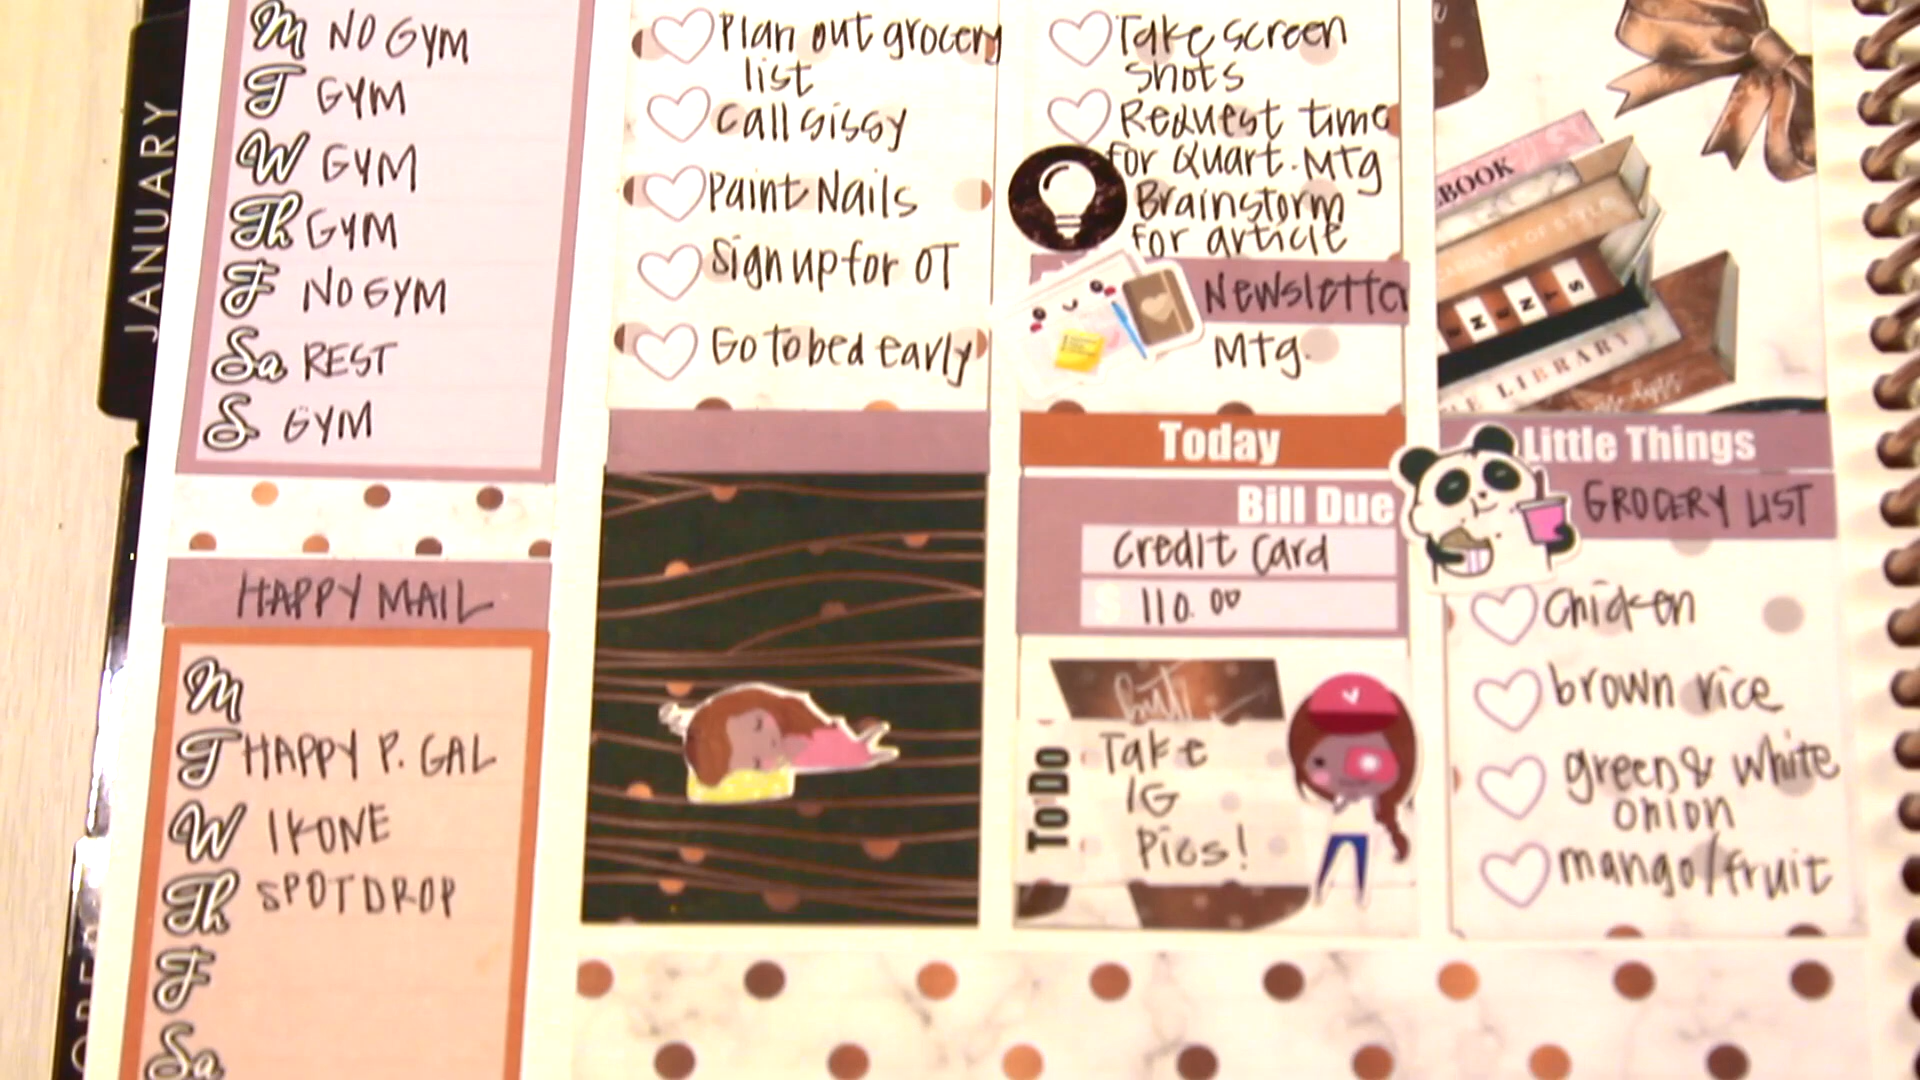 JANUARY
M NO GYM
T GYM
W GYM
Th GYM
F NO GYM
Sa REST
S GYM
HAPPY MAIL
M
T HAPPY P. GAL
W IKONE
Th SPOTDROP
F
Sa
Plan out grocery
list
Call sissy
Paint Nails
Sign up for OT
Go to bed early
Take screen
shots
Request time
for Quart. Mtg
Brainstorm
for article
Newsletter
Mtg.
Today
Bill Due
Credit Card
$ 110.00
but
To Do
Take
IG
Pics!
BOOK
LIBRARY
Little Things
GROCERY LIST
Chicken
brown rice
green & white
onion
mango/fruit